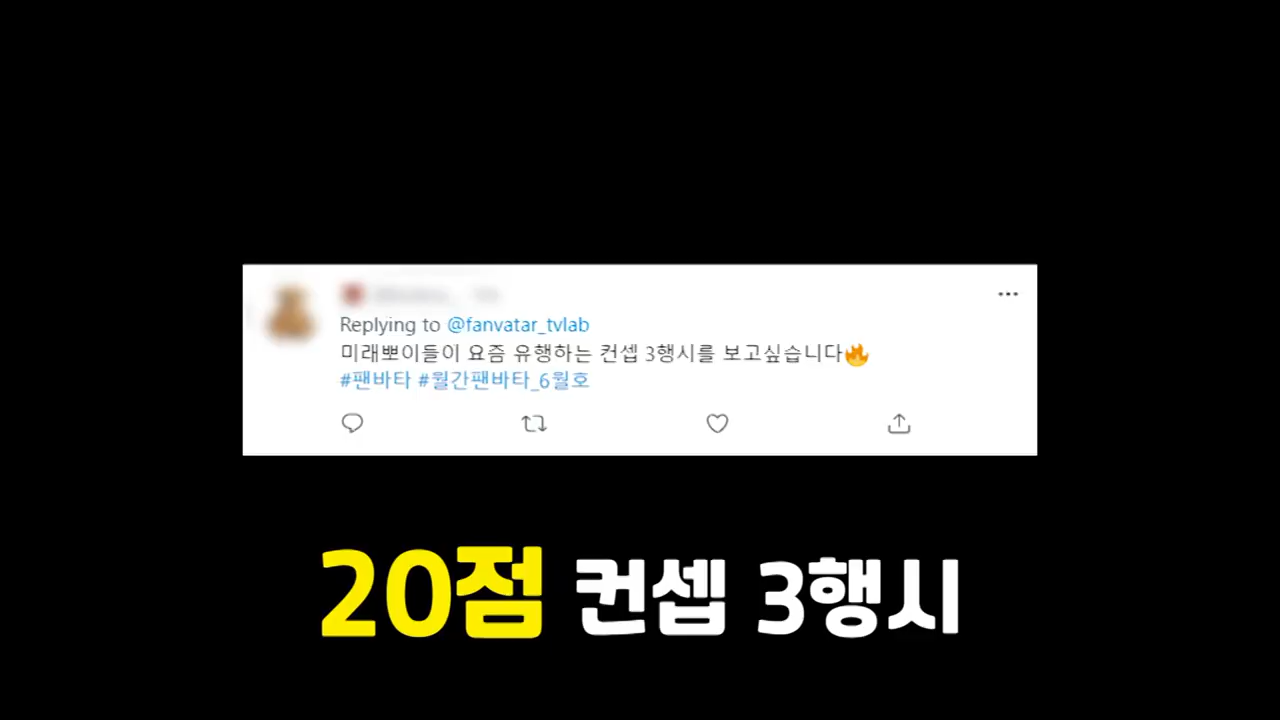 Replying to @fanvatar_tvlab
미래뽀이들이 요즘 유행하는 컨셉 3행시를 보고싶습니다🔥
#팬바타 #월간팬바타_6월호
20점 컨셉 3행시